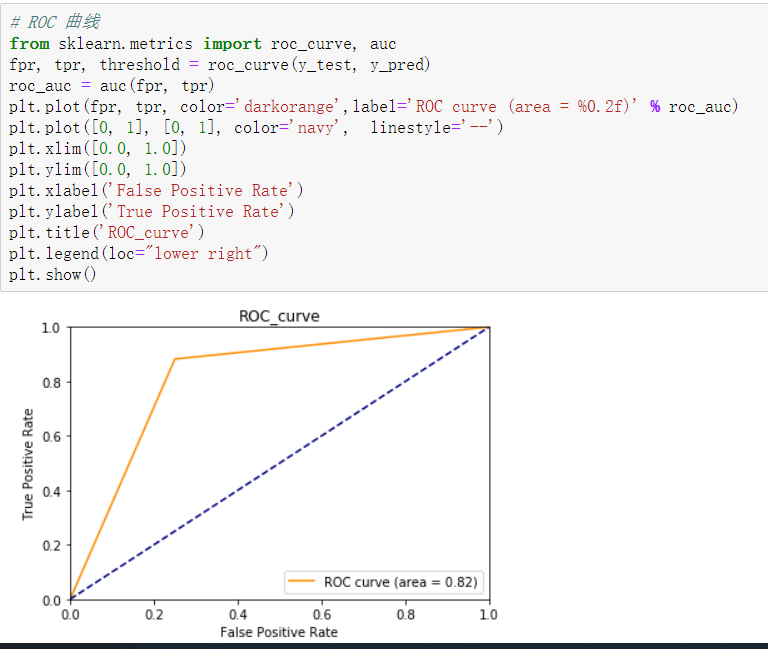 # ROC 曲线
from sklearn.metrics import roc_curve, auc
fpr, tpr, threshold = roc_curve(y_test, y_pred)
roc_auc = auc(fpr, tpr)
plt.plot(fpr, tpr, color='darkorange',label='ROC curve (area = %0.2f)' % roc_auc)
plt.plot([0, 1], [0, 1], color='navy', linestyle='--')
plt.xlim([0.0, 1.0])
plt.ylim([0.0, 1.0])
plt.xlabel('False Positive Rate')
plt.ylabel('True Positive Rate')
plt.title('ROC_curve')
plt.legend(loc="lower right")
plt.show()
ROC_curve
1.0
0.8
0.6
0.4
0.2
0.0
True Positive Rate
ROC curve (area = 0.82)
0.0 0.2 0.4 0.6 0.8 1.0
False Positive Rate